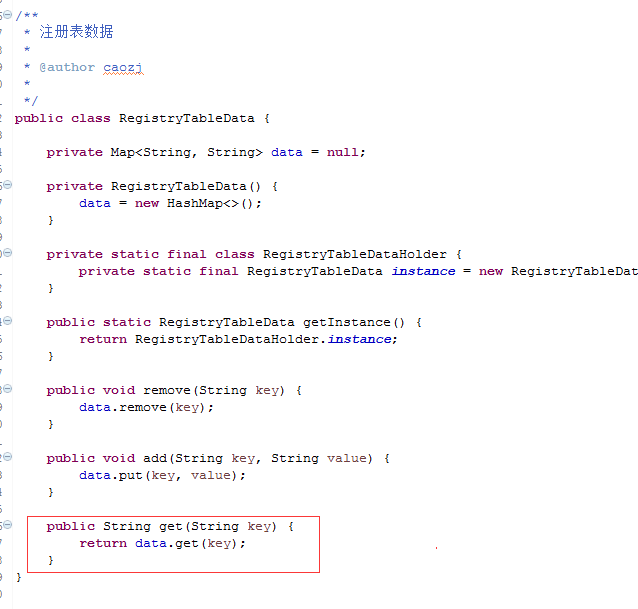 /**
 * 注册表数据
 *
 * @author caozj
 *
 */
public class RegistryTableData {
    private Map<String, String> data = null;
    private RegistryTableData() {
        data = new HashMap<>();
    }
    private static final class RegistryTableDataHolder {
        private static final RegistryTableData instance = new RegistryTableDat
    }
    public static RegistryTableData getInstance() {
        return RegistryTableDataHolder.instance;
    }
    public void remove(String key) {
        data.remove(key);
    }
    public void add(String key, String value) {
        data.put(key, value);
    }
    public String get(String key) {
        return data.get(key);
    }
}